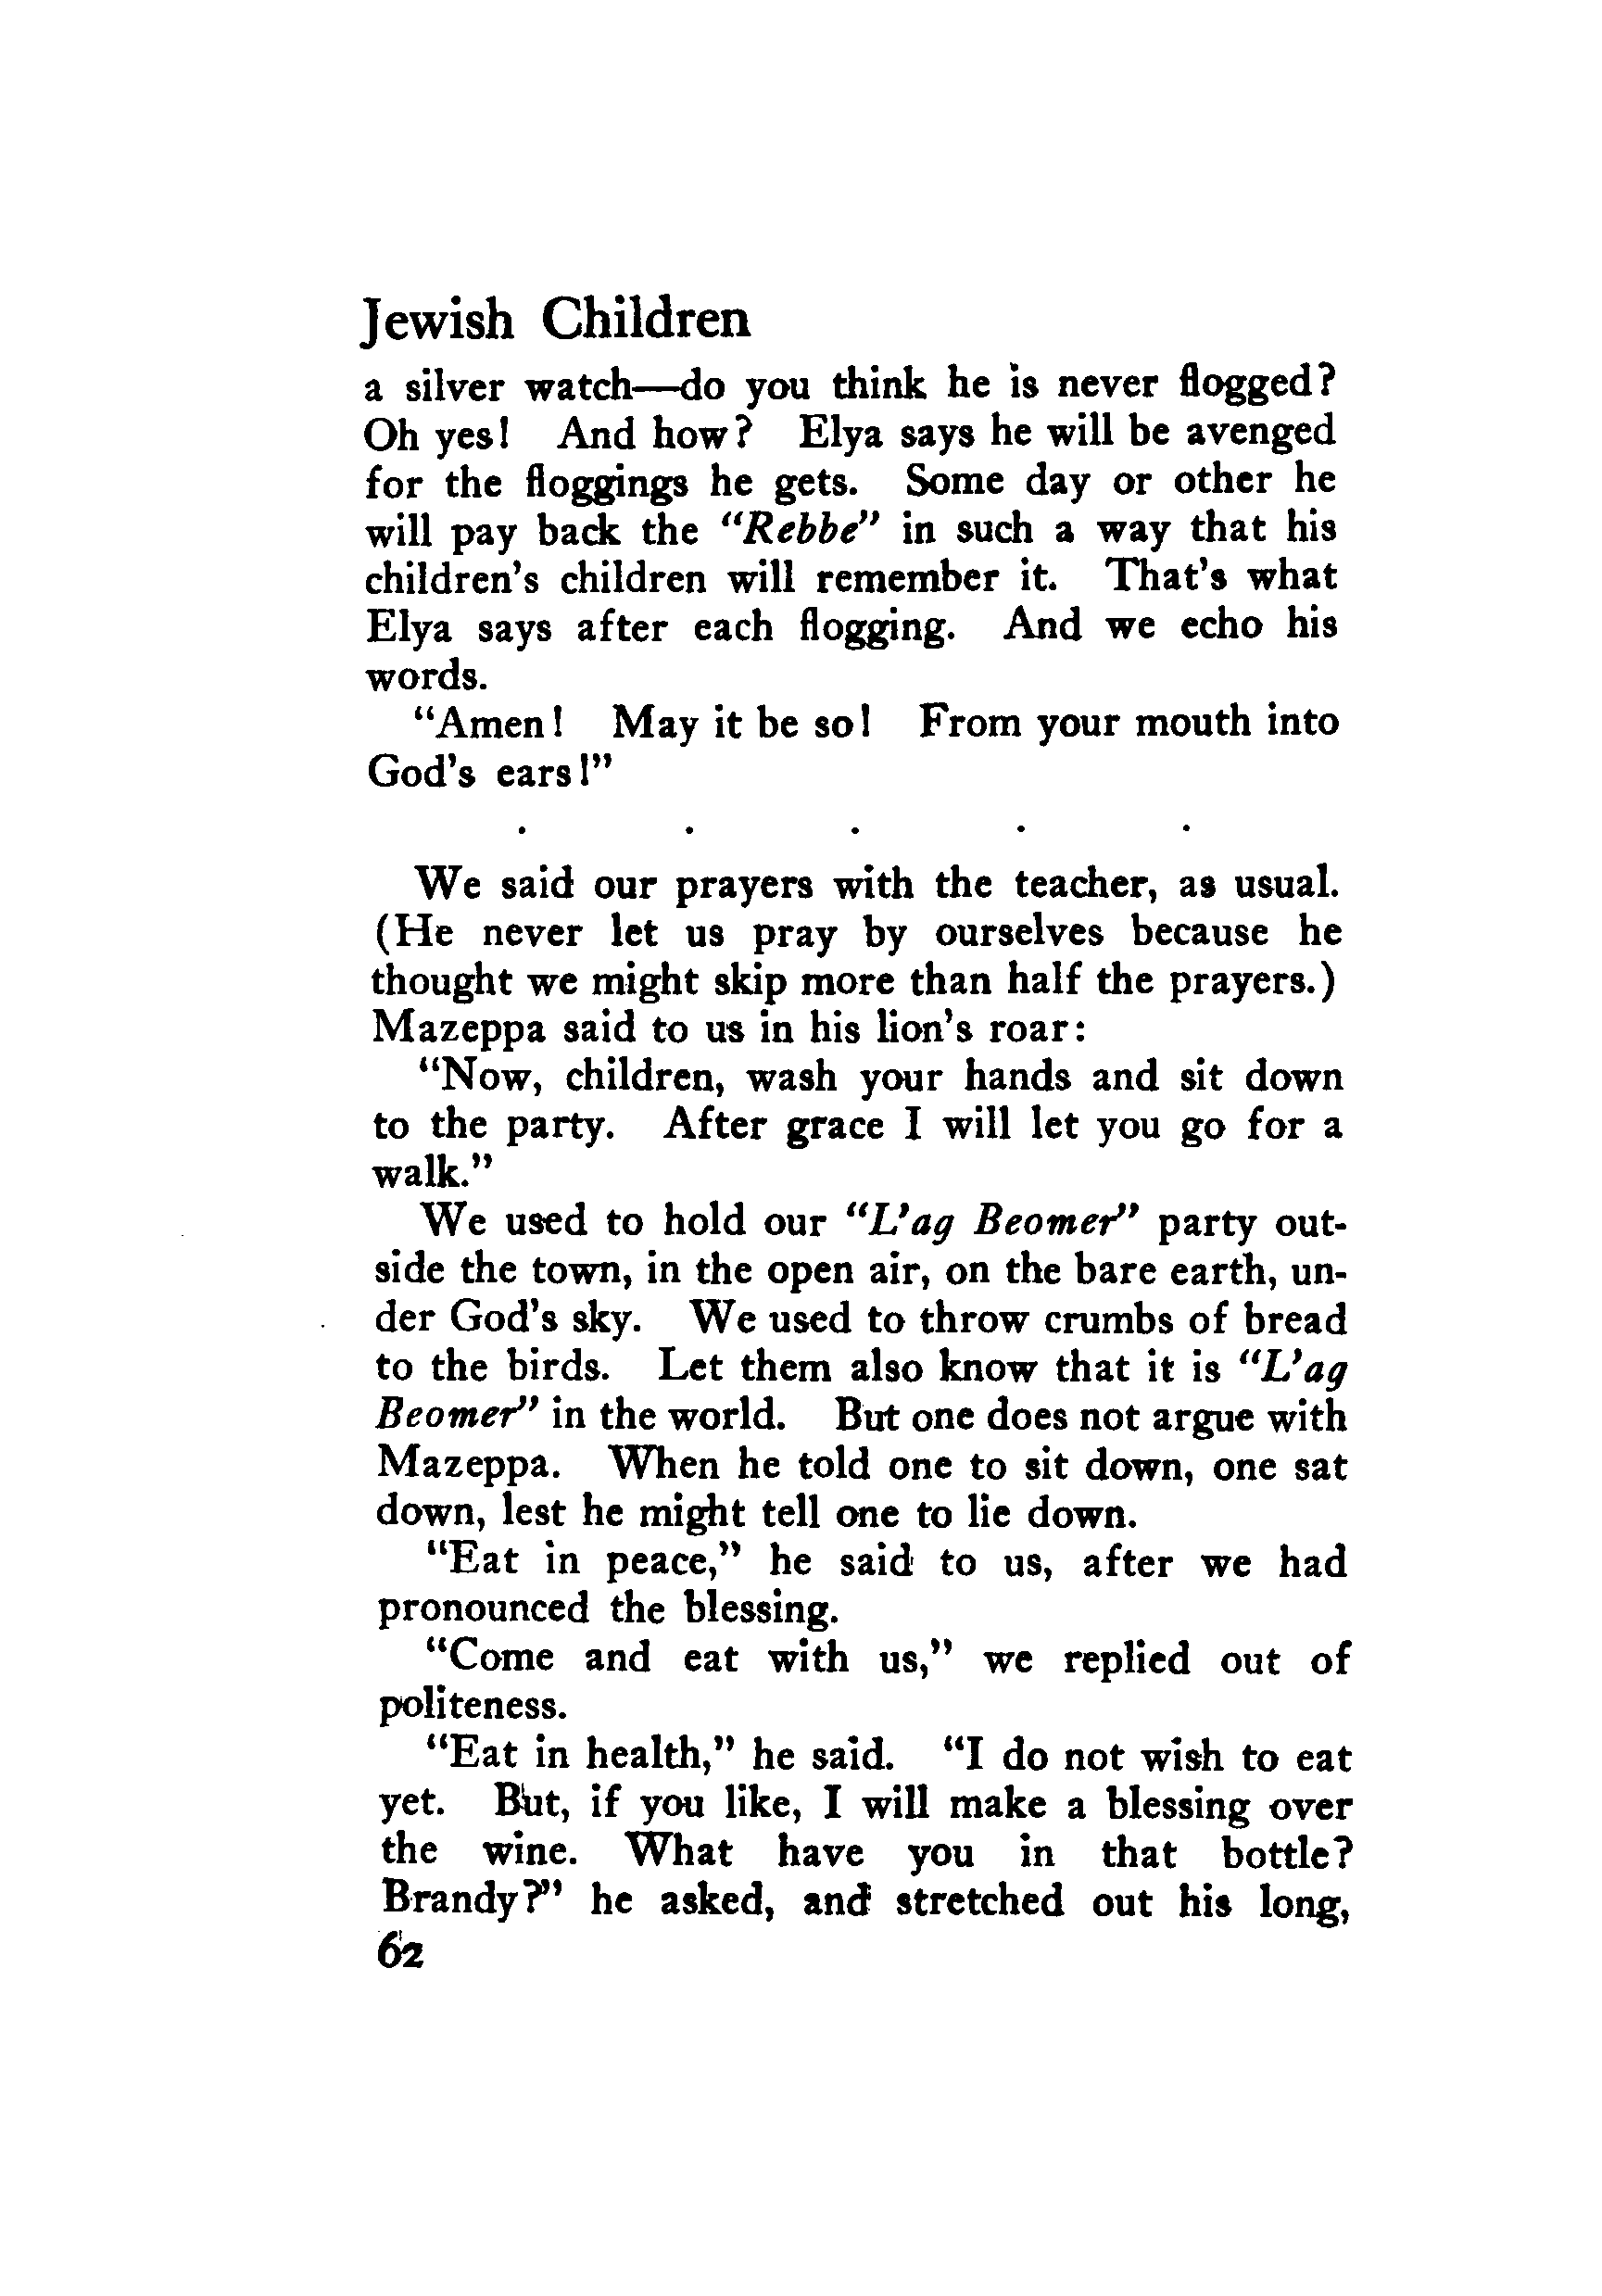 Jewish Children
a silver watch—do you think he is never flogged?
Oh yes! And how? Elya says he will be avenged
for the floggings he gets. Some day or other he
will pay back the "Rebbe" in such a way that his
children's children will remember it. That's what
Elya says after each flogging. And we echo his
words.
"Amen! May it be so! From your mouth into
God's ears!"
. . . . .
We said our prayers with the teacher, as usual.
(He never let us pray by ourselves because he
thought we might skip more than half the prayers.)
Mazeppa said to us in his lion's roar:
"Now, children, wash your hands and sit down
to the party. After grace I will let you go for a
walk."
We used to hold our "L'ag Beomer" party out-
side the town, in the open air, on the bare earth, un-
der God's sky. We used to throw crumbs of bread
to the birds. Let them also know that it is "L'ag
Beomer" in the world. But one does not argue with
Mazeppa. When he told one to sit down, one sat
down, lest he might tell one to lie down.
"Eat in peace," he said to us, after we had
pronounced the blessing.
"Come and eat with us," we replied out of
politeness.
"Eat in health," he said. "I do not wish to eat
yet. But, if you like, I will make a blessing over
the wine. What have you in that bottle?
Brandy?" he asked, and stretched out his long,
62